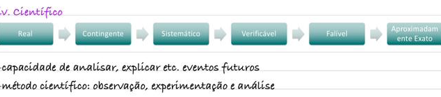 v. Científico
Real
Contingente
Sistemático
Verificável
Falível
Aproximadam
ente Exato
capacidade de analisar, explicar etc. eventos futuros
método científico: observação, experimentação e análise